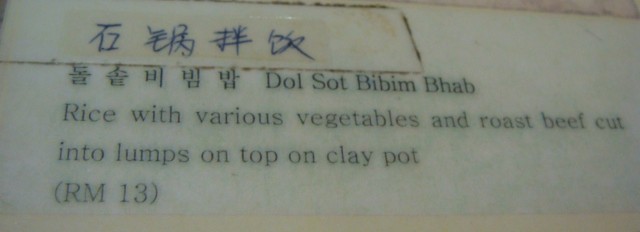 石锅拌饭
돌솥비빔밥 Dol Sot Bibim Bhab
Rice with various vegetables and roast beef cut
into lumps on top on clay pot
(RM 13)